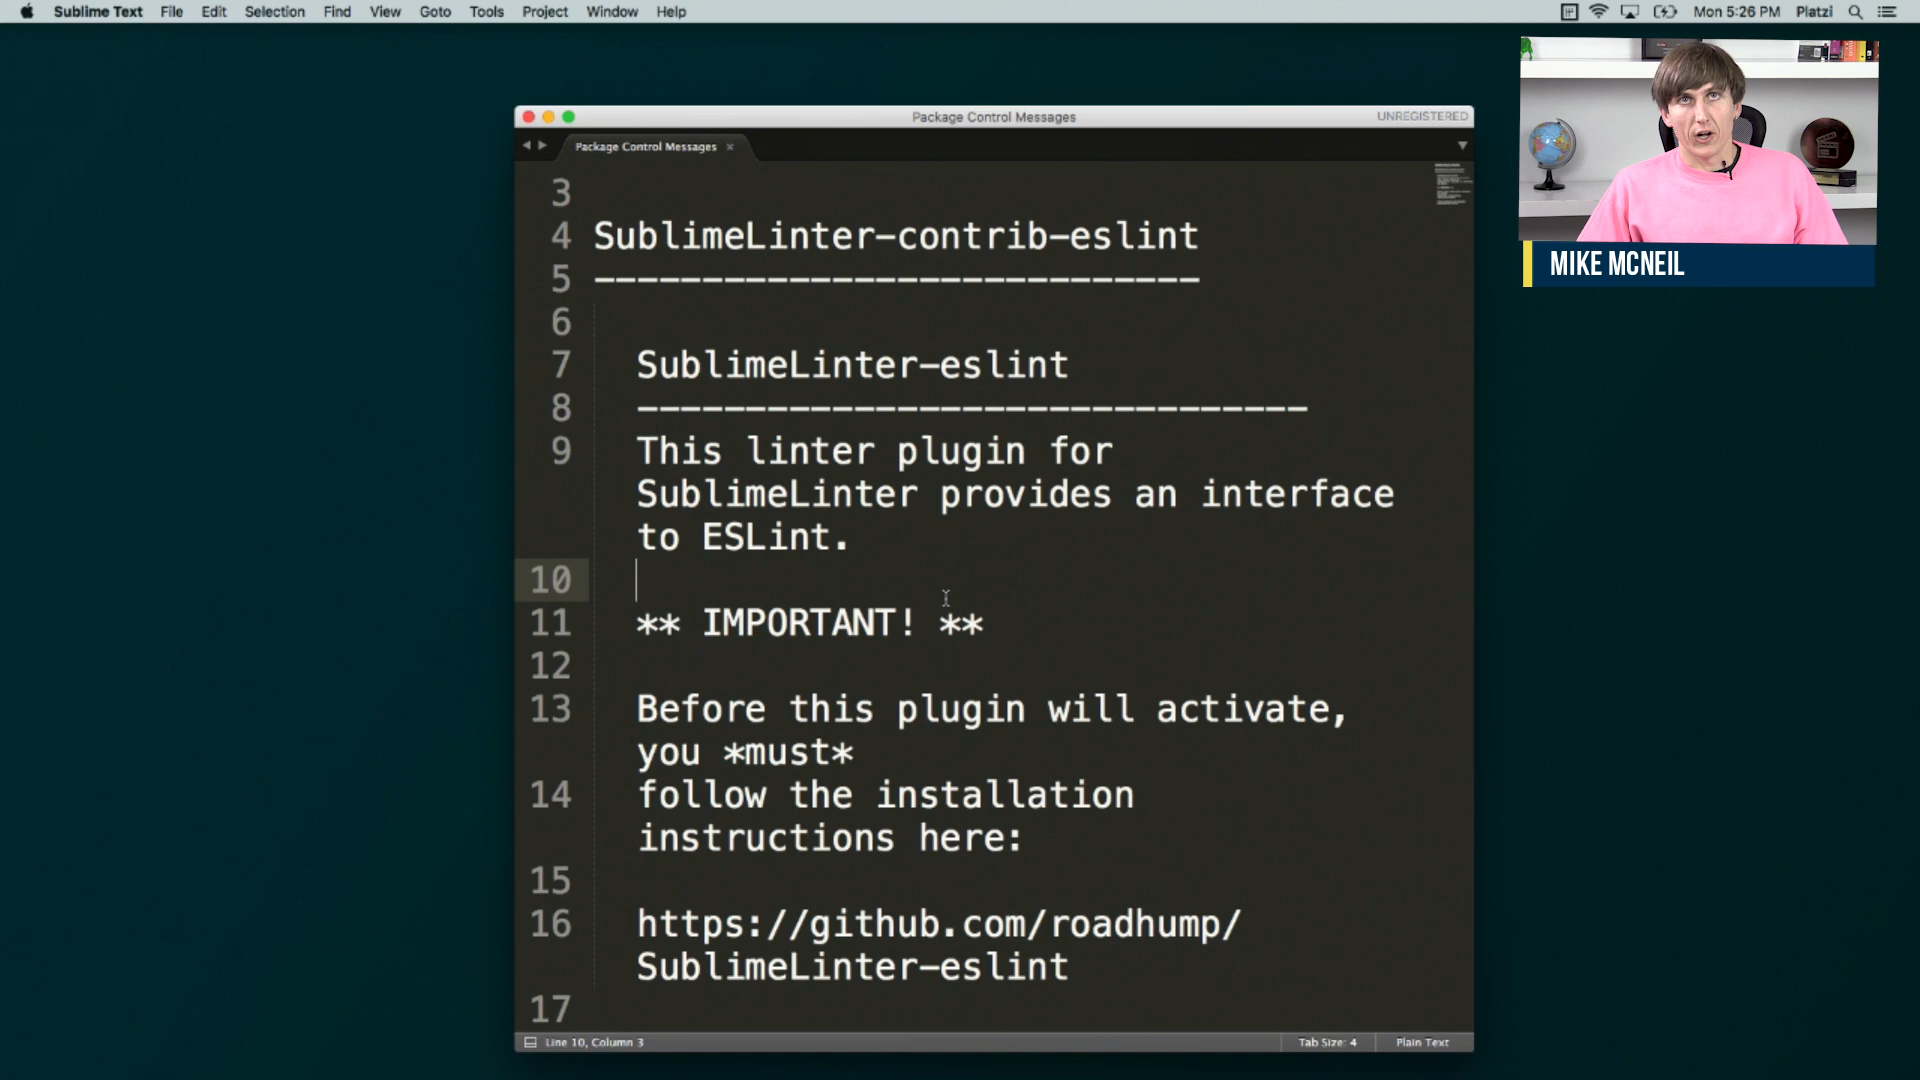 Sublime Text File Edit Selection Find View Goto Tools Project Window Help Mon 5:26 PM Platzi
Package Control Messages UNREGISTERED
Package Control Messages ×
MIKE MCNEIL
3
4 SublimeLinter-contrib-eslint
5 ----------------------------
6
7 SublimeLinter-eslint
8 -------------------------------
9 This linter plugin for
SublimeLinter provides an interface
to ESLint.
10
11 ** IMPORTANT! **
12
13 Before this plugin will activate,
you *must*
14 follow the installation
instructions here:
15
16 https://github.com/roadhump/
SublimeLinter-eslint
17
Line 10, Column 3 Tab Size: 4 Plain Text